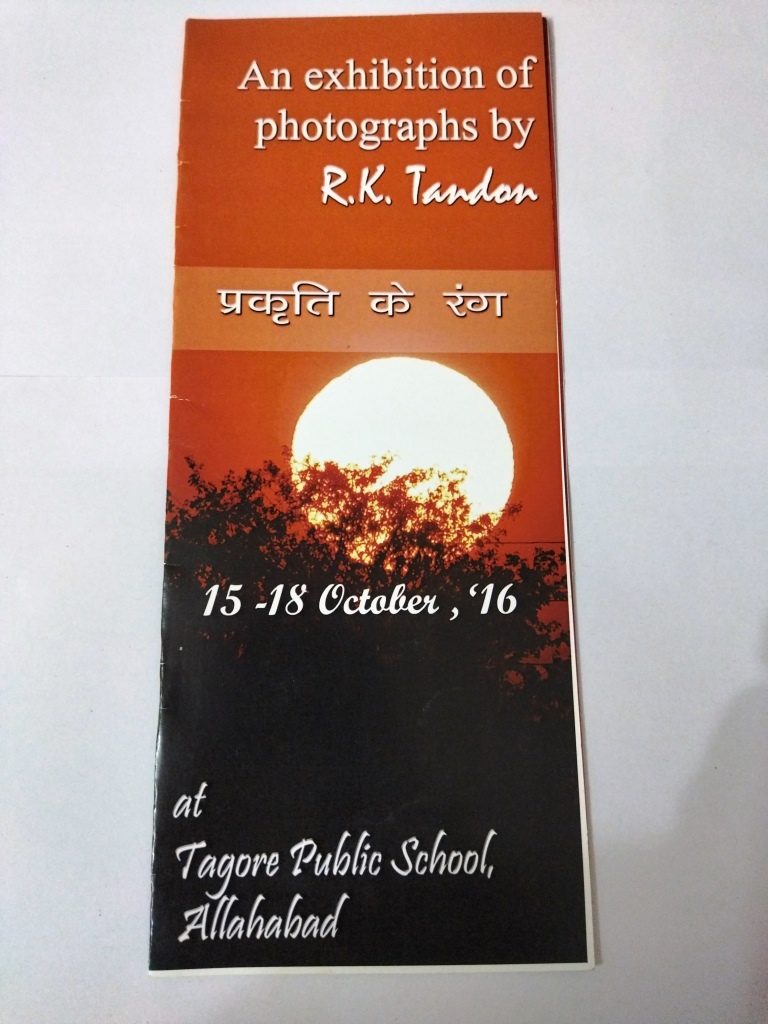 An exhibition of
photographs by
R.K. Tandon
प्रकृति के रंग
15 -18 October , ‘16
at
Tagore Public School,
Allahabad